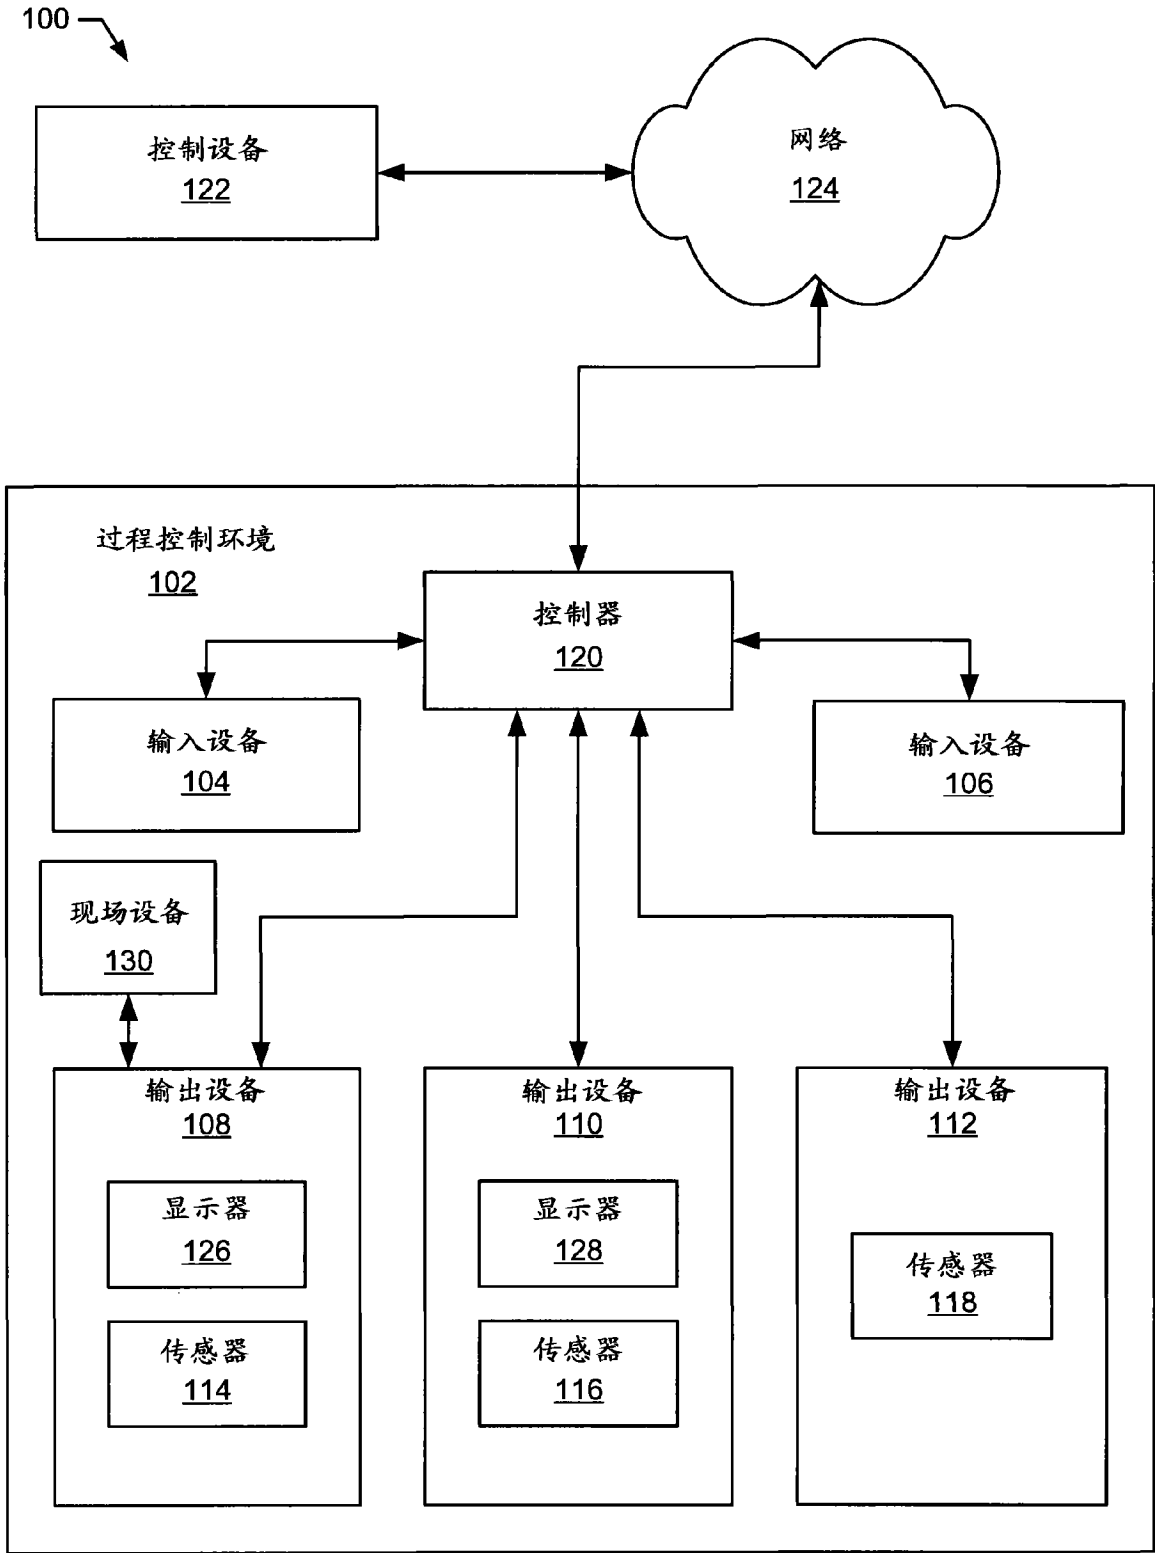 100
控制设备
122
网络
124
过程控制环境
102
控制器
120
输入设备
104
输入设备
106
现场设备
130
输出设备
108
显示器
126
传感器
114
输出设备
110
显示器
128
传感器
116
输出设备
112
传感器
118